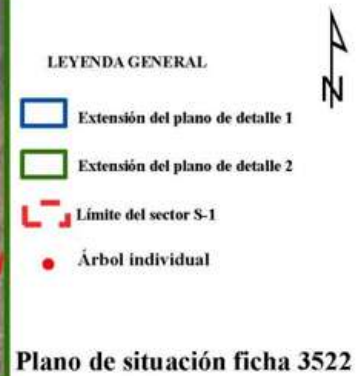 N
LEYENDA GENERAL
Extensión del plano de detalle 1
Extensión del plano de detalle 2
Límite del sector S-1
Árbol individual
Plano de situación ficha 3522